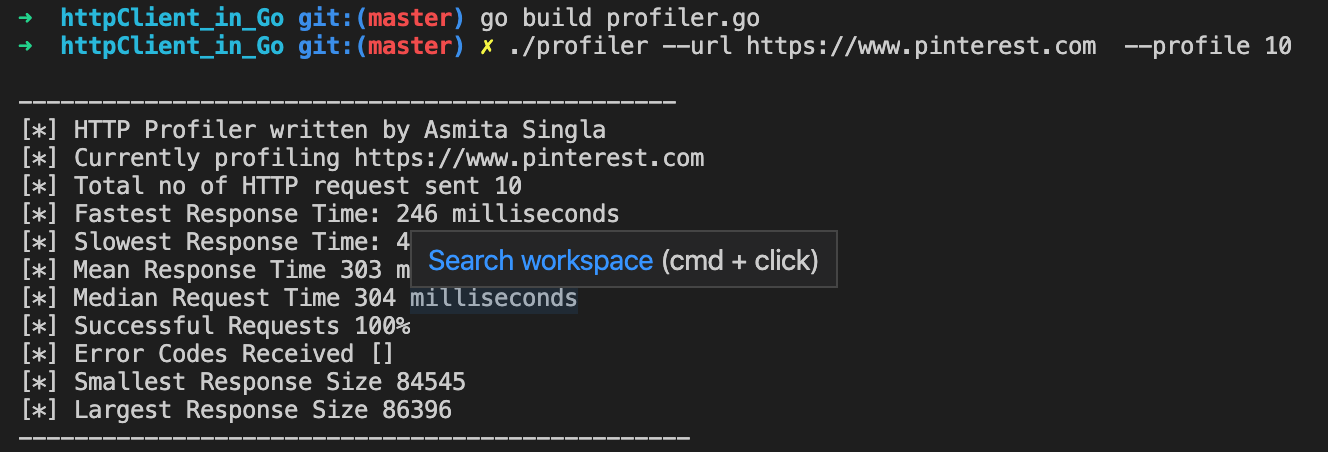 ➜ httpClient_in_Go git:(master) go build profiler.go
➜ httpClient_in_Go git:(master) ✗ ./profiler --url https://www.pinterest.com --profile 10
-----------------------------------------------
[*] HTTP Profiler written by Asmita Singla
[*] Currently profiling https://www.pinterest.com
[*] Total no of HTTP request sent 10
[*] Fastest Response Time: 246 milliseconds
[*] Slowest Response Time: 4
Search workspace (cmd + click)
[*] Mean Response Time 303 m
[*] Median Request Time 304 milliseconds
[*] Successful Requests 100%
[*] Error Codes Received []
[*] Smallest Response Size 84545
[*] Largest Response Size 86396
------------------------------------------------